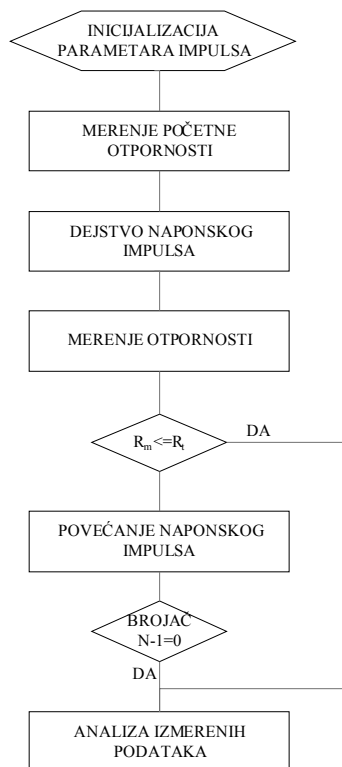 INICIJALIZACIJA
PARAMETARA IMPULSA
MERENJE POČETNE
OTPORNOSTI
DEJSTVO NAPONSKOG
IMPULSA
MERENJE OTPORNOSTI
Rm<=Rt
DA
POVEĆANJE NAPONSKOG
IMPULSA
BROJAČ
N-1=0
DA
ANALIZA IZMERENIH
PODATAKA